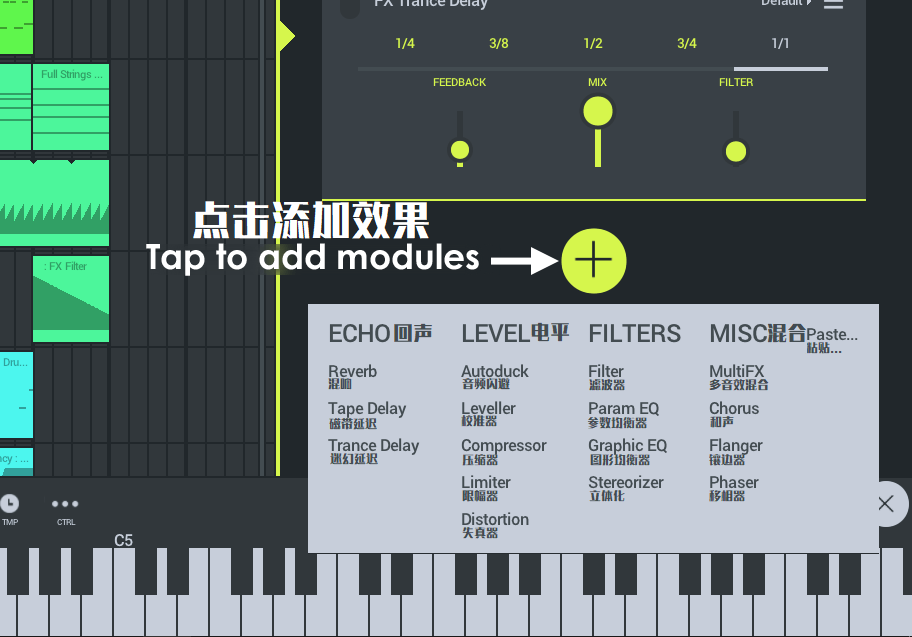 FX Trance Delay
Default
1/4 3/8 1/2 3/4 1/1
FEEDBACK MIX FILTER
Full Strings ...
点击添加效果
Tap to add modules
: FX Filter
ECHO回声 LEVEL电平 FILTERS MISC混合 Paste...
粘贴...
Reverb Autoduck Filter MultiFX
混响 音频闪避 滤波器 多音效混合
Tape Delay Leveller Param EQ Chorus
磁带延迟 校准器 参数均衡器 和声
Trance Delay Compressor Graphic EQ Flanger
迷幻延迟 压缩器 图形均衡器 镶边器
Limiter Stereorizer Phaser
限幅器 立体化 移相器
Distortion
失真器
Dru...
ncy : ...
TMP CTRL
C5